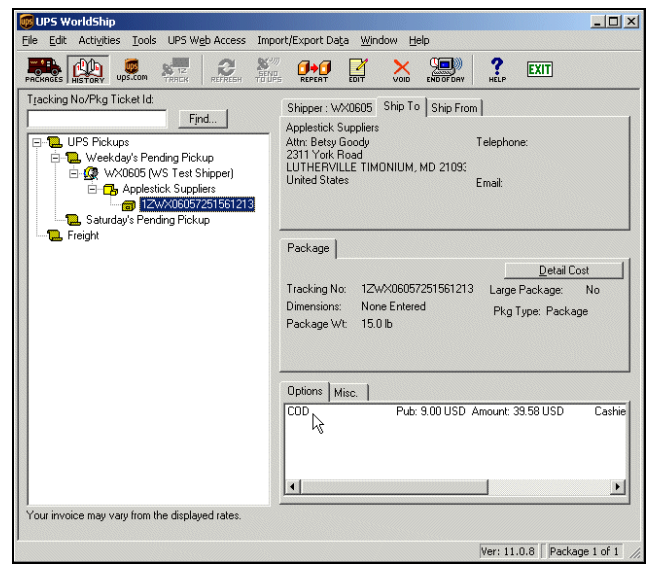 UPS WorldShip
File Edit Activities Tools UPS Web Access Import/Export Data Window Help
PACKAGES HISTORY ups.com TRACK REFRESH SEND TO UPS REPEAT EDIT VOID END OF DAY HELP EXIT
Tracking No/Pkg Ticket Id:
Find...
UPS Pickups
Weekday's Pending Pickup
WX0605 (WS Test Shipper)
Applestick Suppliers
1ZWX06057251561213
Saturday's Pending Pickup
Freight
Shipper : WX0605 Ship To Ship From
Applestick Suppliers
Attn: Betsy Goody Telephone:
2311 York Road
LUTHERVILLE TIMONIUM, MD 21093
United States
Email:
Package
Detail Cost
Tracking No: 1ZWX06057251561213 Large Package: No
Dimensions: None Entered Pkg Type: Package
Package Wt: 15.0 lb
Options Misc.
COD Pub: 9.00 USD Amount: 39.58 USD Cashie
Your invoice may vary from the displayed rates.
Ver: 11.0.8 Package 1 of 1